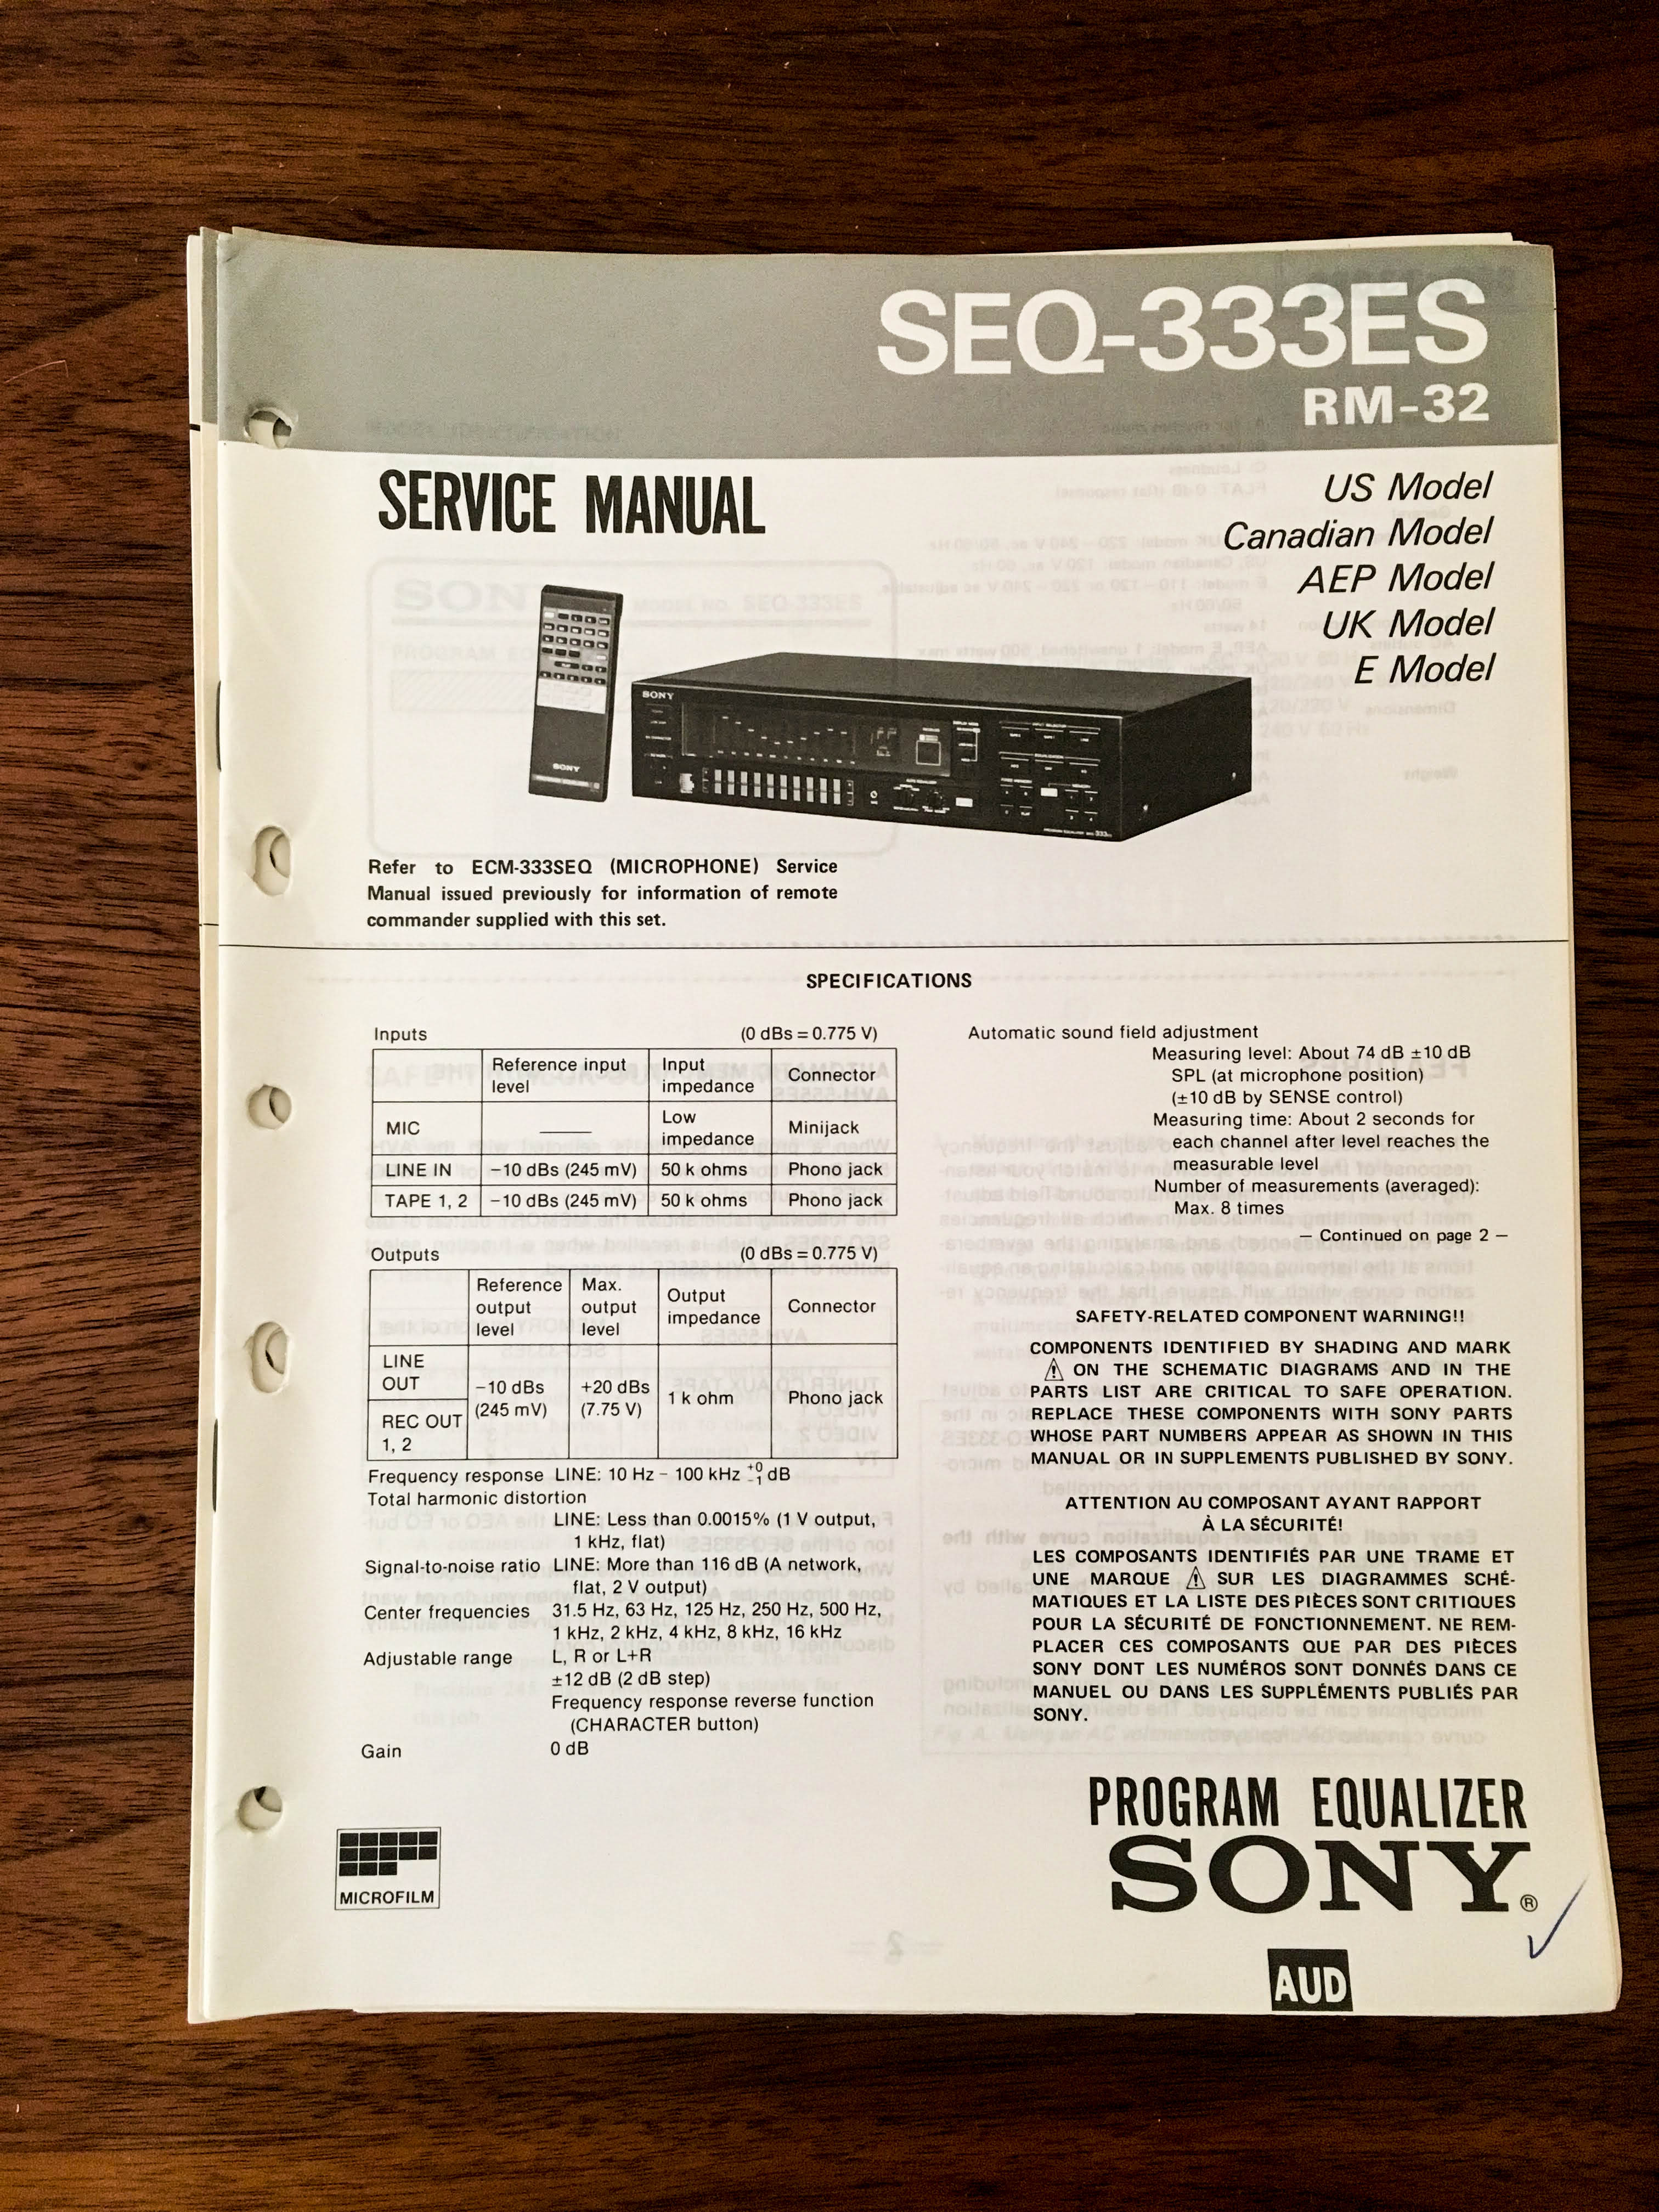 SEQ-333ES
RM-32
SERVICE MANUAL
US Model
Canadian Model
AEP Model
UK Model
E Model
SONY
SONY
Refer to ECM-333SEQ (MICROPHONE) Service
Manual issued previously for information of remote
commander supplied with this set.
SPECIFICATIONS
Inputs (0 dBs = 0.775 V)
Reference input level Input impedance Connector
MIC —— Low impedance Minijack
LINE IN −10 dBs (245 mV) 50 k ohms Phono jack
TAPE 1, 2 −10 dBs (245 mV) 50 k ohms Phono jack
Outputs (0 dBs = 0.775 V)
Reference output level Max. output level Output impedance Connector
LINE OUT
REC OUT 1, 2
−10 dBs (245 mV) +20 dBs (7.75 V) 1 k ohm Phono jack
Frequency response LINE: 10 Hz − 100 kHz +0 −1 dB
Total harmonic distortion
LINE: Less than 0.0015% (1 V output,
1 kHz, flat)
Signal-to-noise ratio LINE: More than 116 dB (A network,
flat, 2 V output)
Center frequencies 31.5 Hz, 63 Hz, 125 Hz, 250 Hz, 500 Hz,
1 kHz, 2 kHz, 4 kHz, 8 kHz, 16 kHz
Adjustable range L, R or L+R
±12 dB (2 dB step)
Frequency response reverse function
(CHARACTER button)
Gain 0 dB
Automatic sound field adjustment
Measuring level: About 74 dB ±10 dB
SPL (at microphone position)
(±10 dB by SENSE control)
Measuring time: About 2 seconds for
each channel after level reaches the
measurable level
Number of measurements (averaged):
Max. 8 times
— Continued on page 2 —
SAFETY-RELATED COMPONENT WARNING!!
COMPONENTS IDENTIFIED BY SHADING AND MARK
⚠ ON THE SCHEMATIC DIAGRAMS AND IN THE
PARTS LIST ARE CRITICAL TO SAFE OPERATION.
REPLACE THESE COMPONENTS WITH SONY PARTS
WHOSE PART NUMBERS APPEAR AS SHOWN IN THIS
MANUAL OR IN SUPPLEMENTS PUBLISHED BY SONY.
ATTENTION AU COMPOSANT AYANT RAPPORT
À LA SÉCURITÉ!
LES COMPOSANTS IDENTIFIÉS PAR UNE TRAME ET
UNE MARQUE ⚠ SUR LES DIAGRAMMES SCHÉ-
MATIQUES ET LA LISTE DES PIÈCES SONT CRITIQUES
POUR LA SÉCURITÉ DE FONCTIONNEMENT. NE REM-
PLACER CES COMPOSANTS QUE PAR DES PIÈCES
SONY DONT LES NUMÉROS SONT DONNÉS DANS CE
MANUEL OU DANS LES SUPPLÉMENTS PUBLIÉS PAR
SONY.
MICROFILM
PROGRAM EQUALIZER
SONY®
AUD